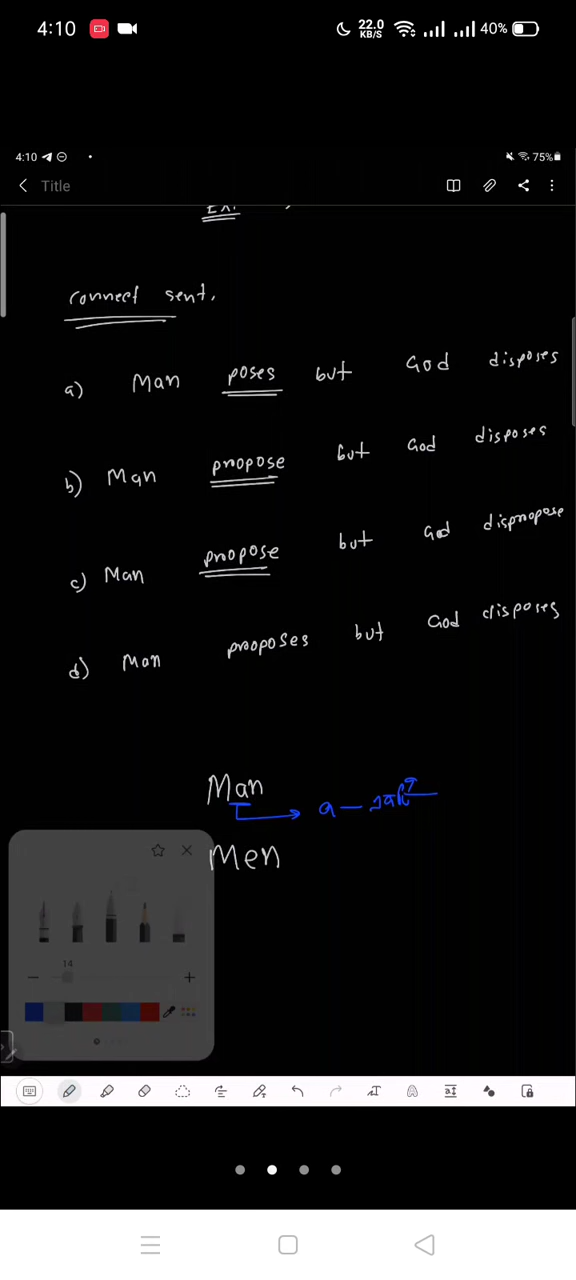 4:10
22.0
KB/S
40%
4:10
75%
Title
Ex.
connect sent.
a) Man poses but God disposes
b) Man propose but God disposes
c) Man propose but God dispropose
d) Man proposes but God disposes
Man
a —
Men
14